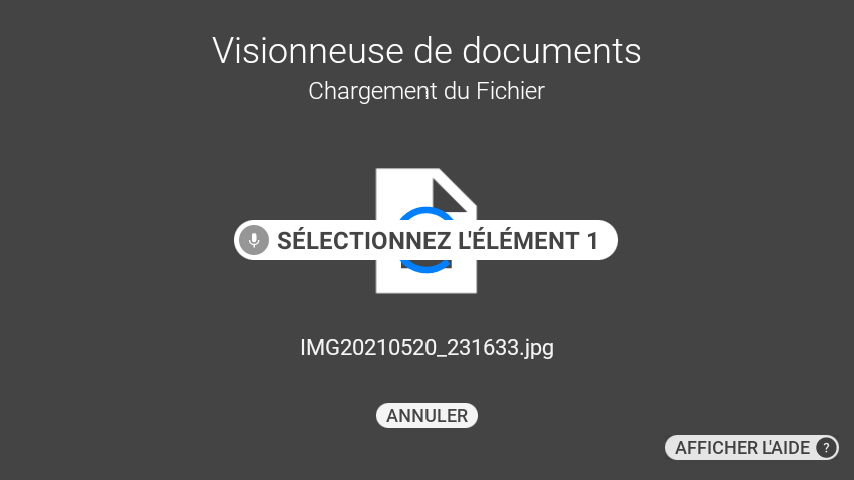 Visionneuse de documents
Chargement du Fichier
SÉLECTIONNEZ L'ÉLÉMENT 1
IMG20210520_231633.jpg
ANNULER
AFFICHER L'AIDE ?